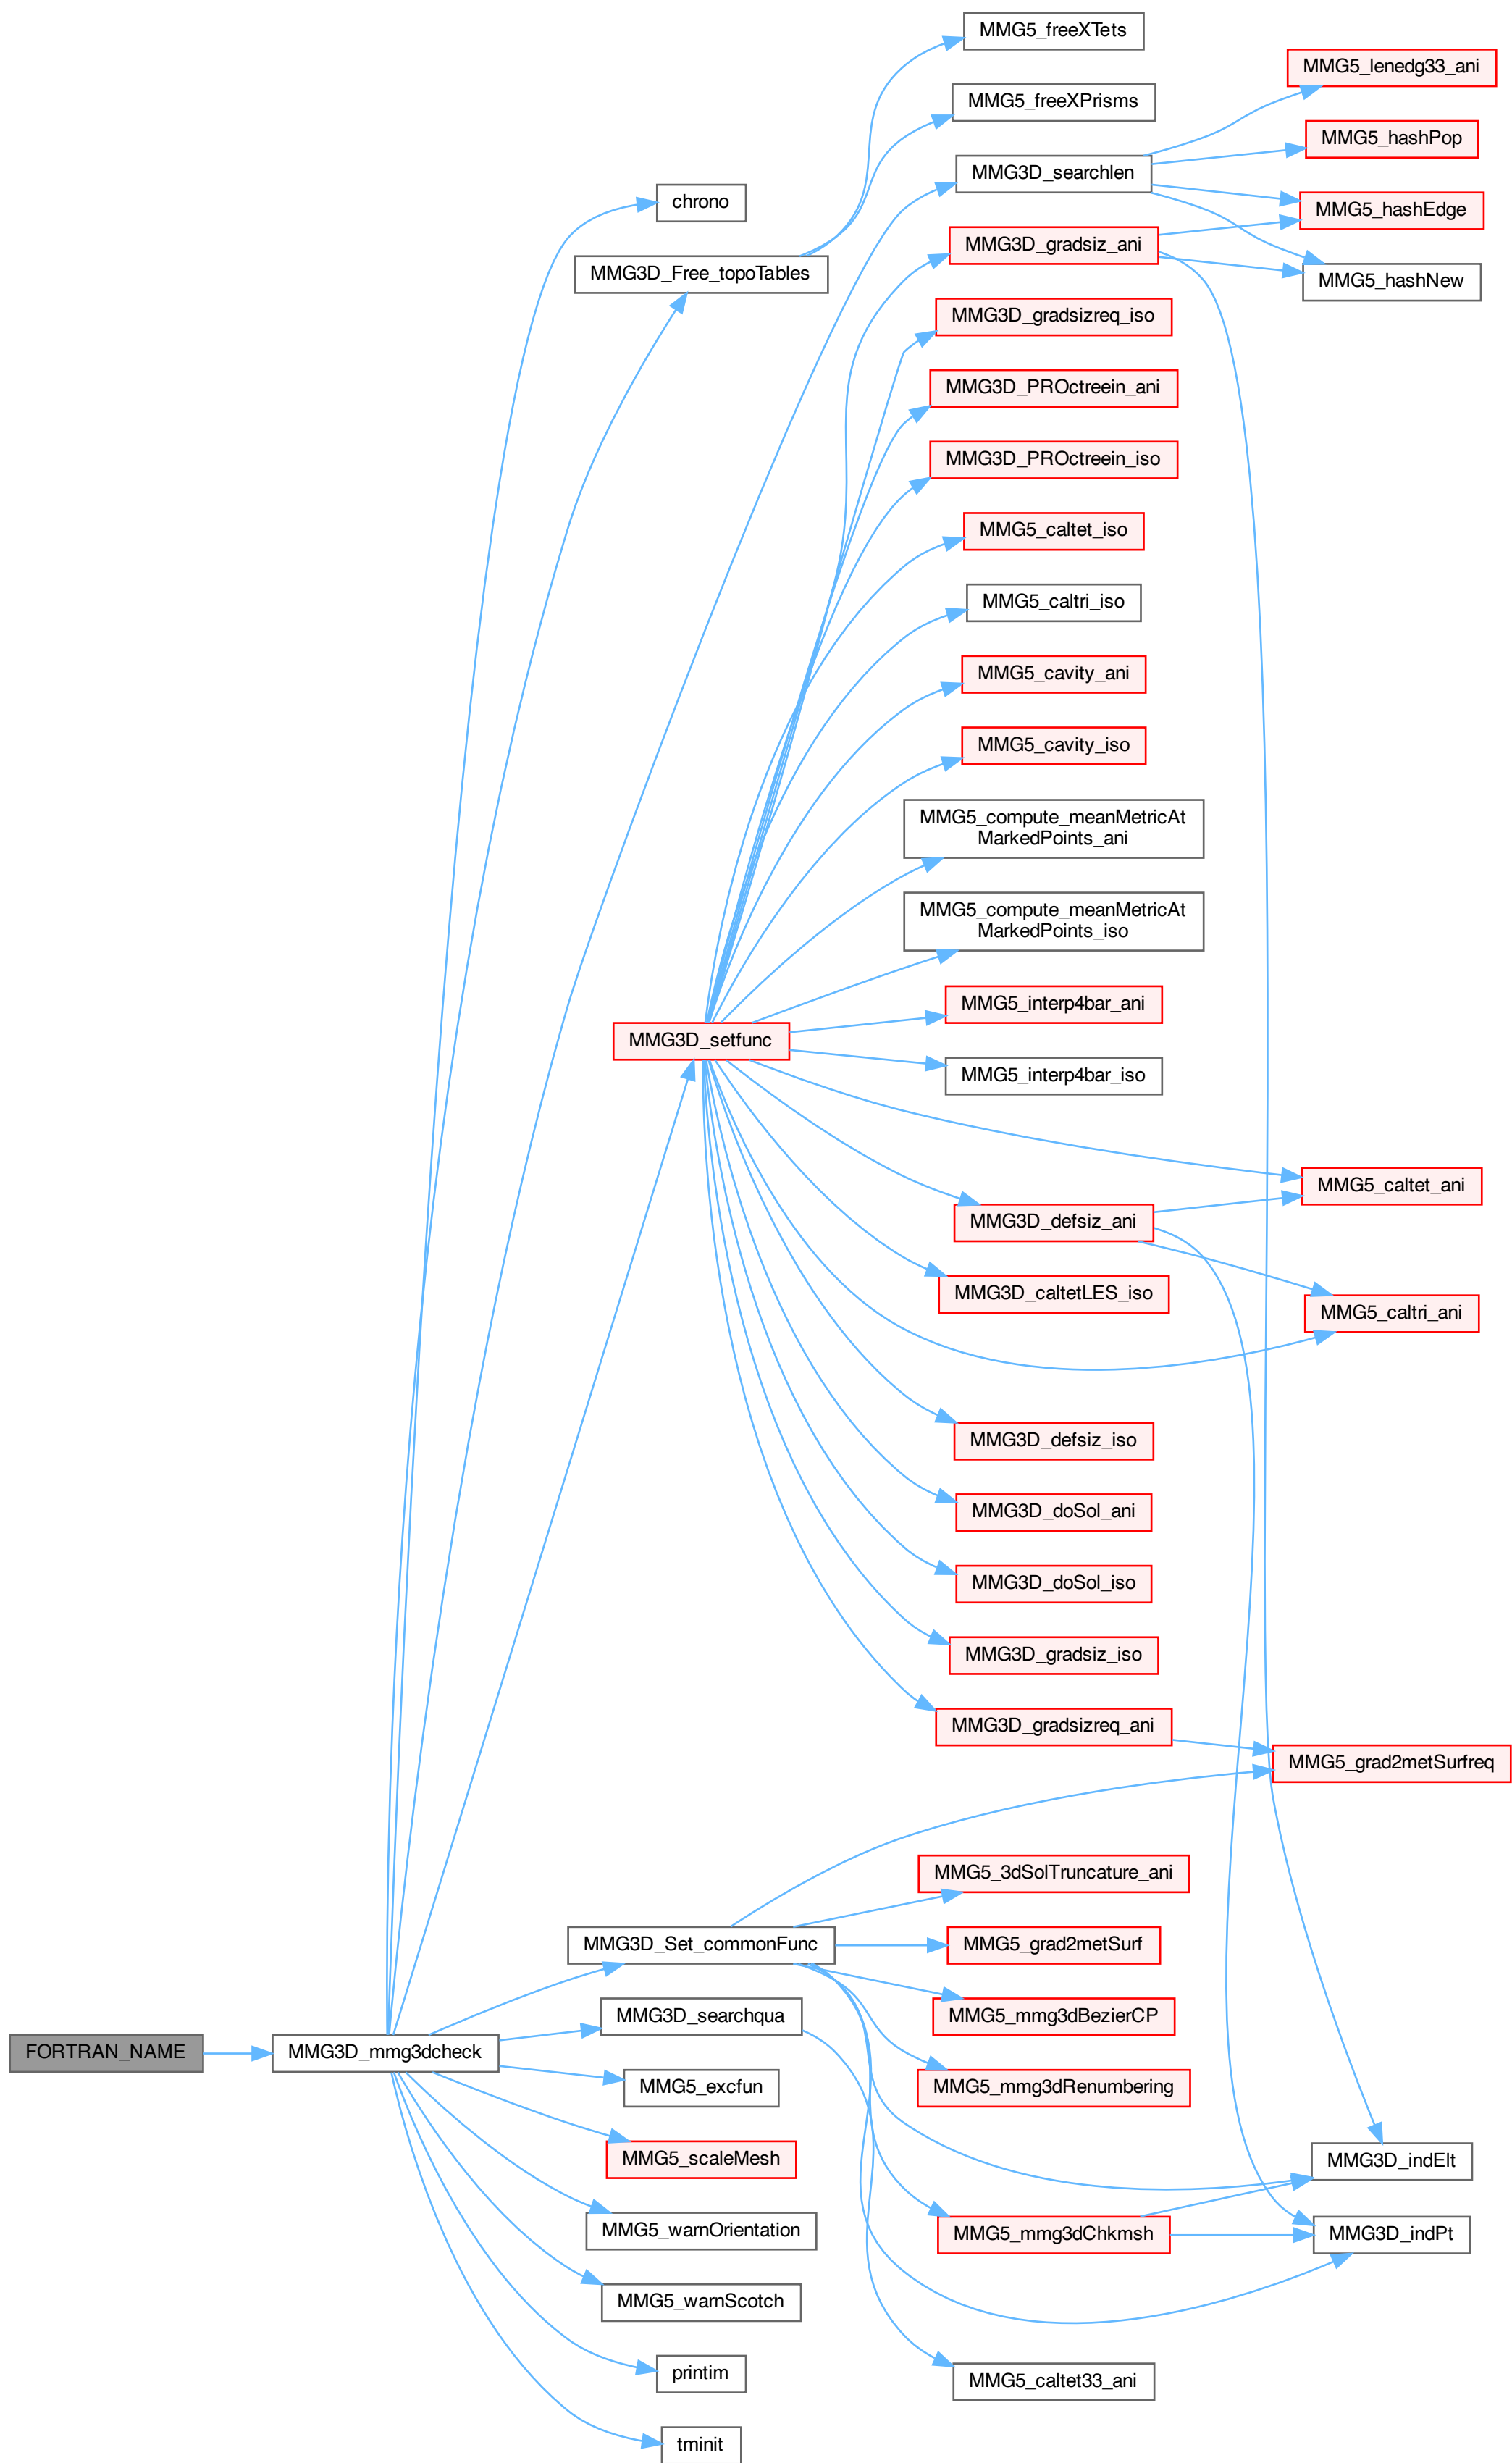 MMG5_freeXTets
MMG5_lenedg33_ani
MMG5_freeXPrisms
MMG5_hashPop
MMG3D_searchlen
chrono
MMG5_hashEdge
MMG3D_gradsiz_ani
MMG3D_Free_topoTables
MMG5_hashNew
MMG3D_gradsizreq_iso
MMG3D_PROctreein_ani
MMG3D_PROctreein_iso
MMG5_caltet_iso
MMG5_caltri_iso
MMG5_cavity_ani
MMG5_cavity_iso
MMG5_compute_meanMetricAt
MarkedPoints_ani
MMG5_compute_meanMetricAt
MarkedPoints_iso
MMG5_interp4bar_ani
MMG3D_setfunc
MMG5_interp4bar_iso
MMG5_caltet_ani
MMG3D_defsiz_ani
MMG3D_caltetLES_iso
MMG5_caltri_ani
MMG3D_defsiz_iso
MMG3D_doSol_ani
MMG3D_doSol_iso
MMG3D_gradsiz_iso
MMG3D_gradsizreq_ani
MMG5_grad2metSurfreq
MMG5_3dSolTruncature_ani
MMG3D_Set_commonFunc
MMG5_grad2metSurf
MMG5_mmg3dBezierCP
MMG3D_searchqua
FORTRAN_NAME
MMG3D_mmg3dcheck
MMG5_excfun
MMG5_mmg3dRenumbering
MMG5_scaleMesh
MMG3D_indElt
MMG5_warnOrientation
MMG5_mmg3dChkmsh
MMG3D_indPt
MMG5_warnScotch
printim
MMG5_caltet33_ani
tminit